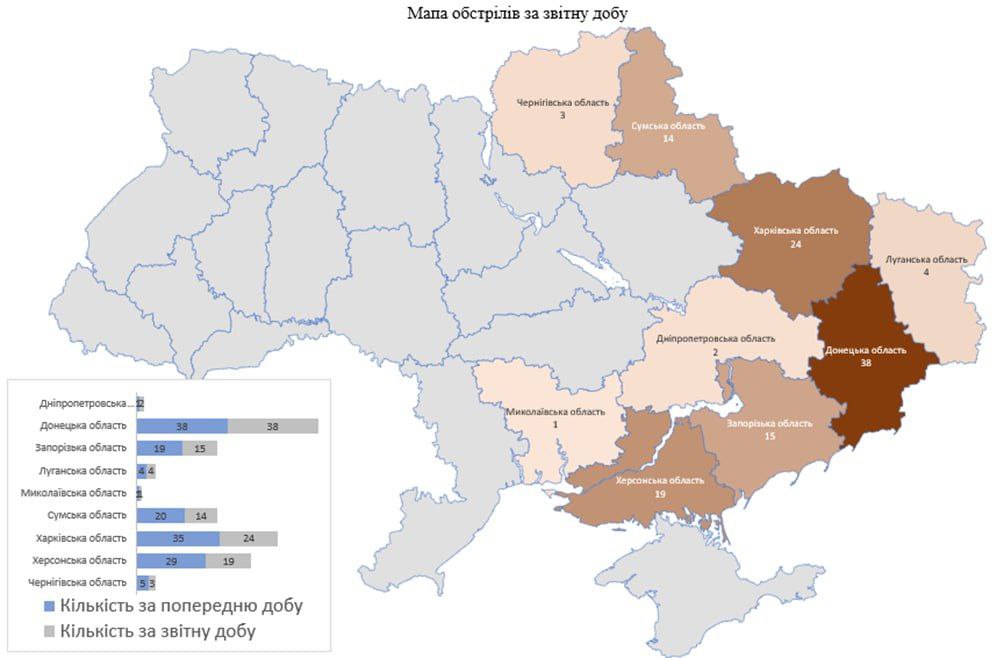 Мапа обстрілів за звітну добу
Чернігівська область
3
Сумська область
14
Харківська область
24
Луганська область
4
Донецька область
38
Дніпропетровська область
2
Миколаївська область
1
Запорізька область
15
Херсонська область
19
Дніпропетровська... 1 2
Донецька область 38 38
Запорізька область 19 15
Луганська область 4 4
Миколаївська область 1
Сумська область 20 14
Харківська область 35 24
Херсонська область 29 19
Чернігівська область 5 3
Кількість за попередню добу
Кількість за звітну добу